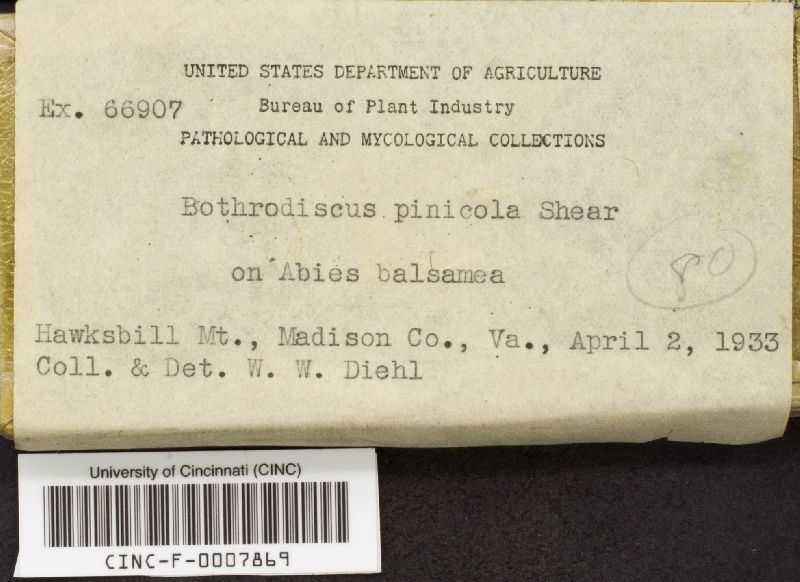 UNITED STATES DEPARTMENT OF AGRICULTURE
Ex. 66907 Bureau of Plant Industry
PATHOLOGICAL AND MYCOLOGICAL COLLECTIONS
Bothrodiscus pinicola Shear
on Abies balsamea
80
Hawksbill Mt., Madison Co., Va., April 2, 1933
Coll. & Det. W. W. Diehl
University of Cincinnati (CINC)
CINC-F-0007869